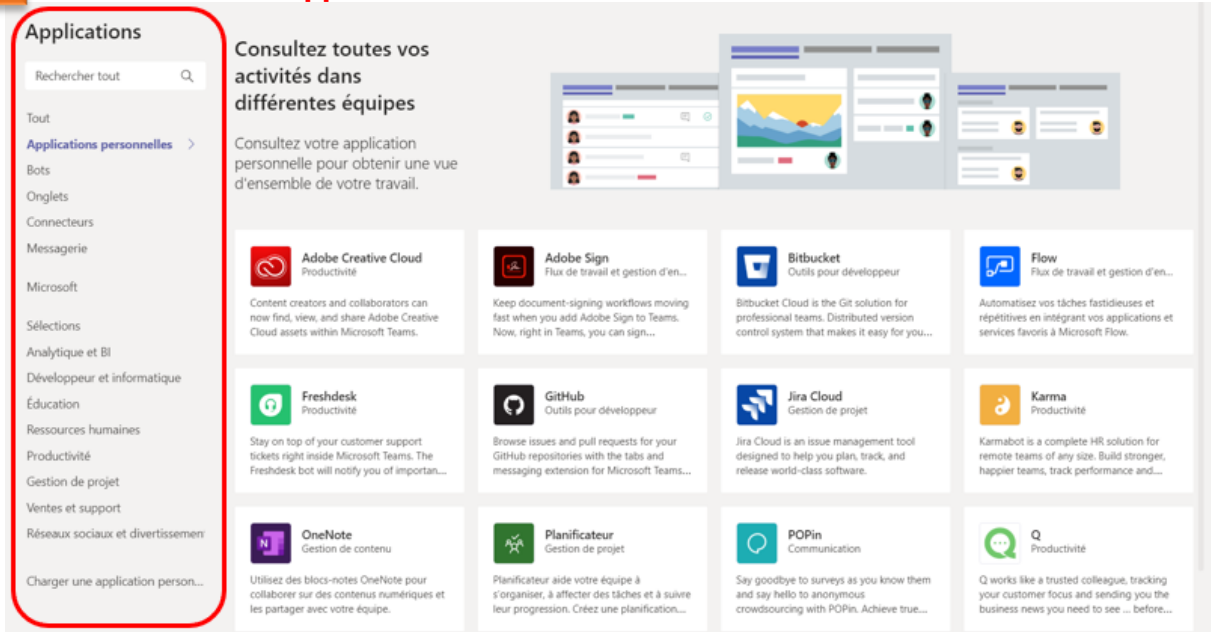 Applications
Rechercher tout
Tout
Applications personnelles
Bots
Onglets
Connecteurs
Messagerie
Microsoft
Sélections
Analytique et BI
Développeur et informatique
Éducation
Ressources humaines
Productivité
Gestion de projet
Ventes et support
Réseaux sociaux et divertissemen
Charger une application person...
Consultez toutes vos
activités dans
différentes équipes
Consultez votre application
personnelle pour obtenir une vue
d'ensemble de votre travail.
Adobe Creative Cloud
Productivité
Content creators and collaborators can
now find, view, and share Adobe Creative
Cloud assets within Microsoft Teams.
Adobe Sign
Flux de travail et gestion d'en...
Keep document-signing workflows moving
fast when you add Adobe Sign to Teams.
Now, right in Teams, you can sign...
Bitbucket
Outils pour développeur
Bitbucket Cloud is the Git solution for
professional teams. Distributed version
control system that makes it easy for you...
Flow
Flux de travail et gestion d'en...
Automatisez vos tâches fastidieuses et
répétitives en intégrant vos applications et
services favoris à Microsoft Flow.
Freshdesk
Productivité
Stay on top of your customer support
tickets right inside Microsoft Teams. The
Freshdesk bot will notify you of importan...
GitHub
Outils pour développeur
Browse issues and pull requests for your
GitHub repositories with the tabs and
messaging extension for Microsoft Teams...
Jira Cloud
Gestion de projet
Jira Cloud is an issue management tool
designed to help you plan, track, and
release world-class software.
Karma
Productivité
Karmabot is a complete HR solution for
remote teams of any size. Build stronger,
happier teams, track performance and....
OneNote
Gestion de contenu
Utilisez des blocs-notes OneNote pour
collaborer sur des contenus numériques et
les partager avec votre équipe.
Planificateur
Gestion de projet
Planificateur aide votre équipe à
s'organiser, à affecter des tâches et à suivre
leur progression. Créez une planification...
POPin
Communication
Say goodbye to surveys as you know them
and say hello to anonymous
crowdsourcing with POPin. Achieve true...
Q
Productivité
Q works like a trusted colleague, tracking
your customer focus and sending you the
business news you need to see ... before...